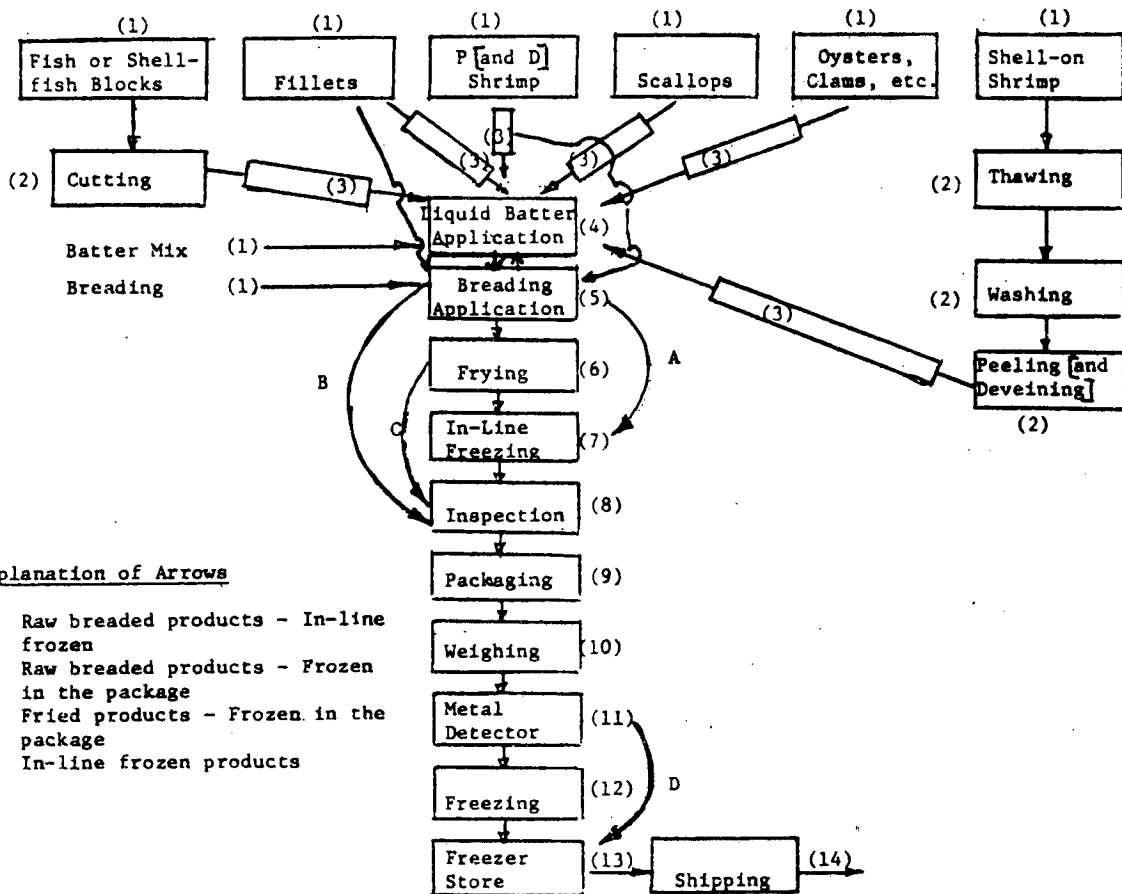 (1) (1) (1) (1) (1) (1)
Fish or Shell-
fish Blocks
Fillets
P [and D]
Shrimp
Scallops
Oysters,
Clams, etc.
Shell-on
Shrimp
(3)
(2) Cutting
(3)
(3)
(3)
(3)
(2) Thawing
Liquid Batter
Application
(4)
Batter Mix (1)
Breading (1)
Breading
Application
(5)
(2) Washing
(3)
A
B
Frying
(6)
Peeling [and
Deveining]
(2)
C
In-Line
Freezing
(7)
Inspection
(8)
planation of Arrows
Packaging
(9)
Raw breaded products - In-line
frozen
Raw breaded products - Frozen
in the package
Fried products - Frozen in the
package
In-line frozen products
Weighing
(10)
Metal
Detector
(11)
Freezing
(12)
D
Freezer
Store
(13)
Shipping
(14)